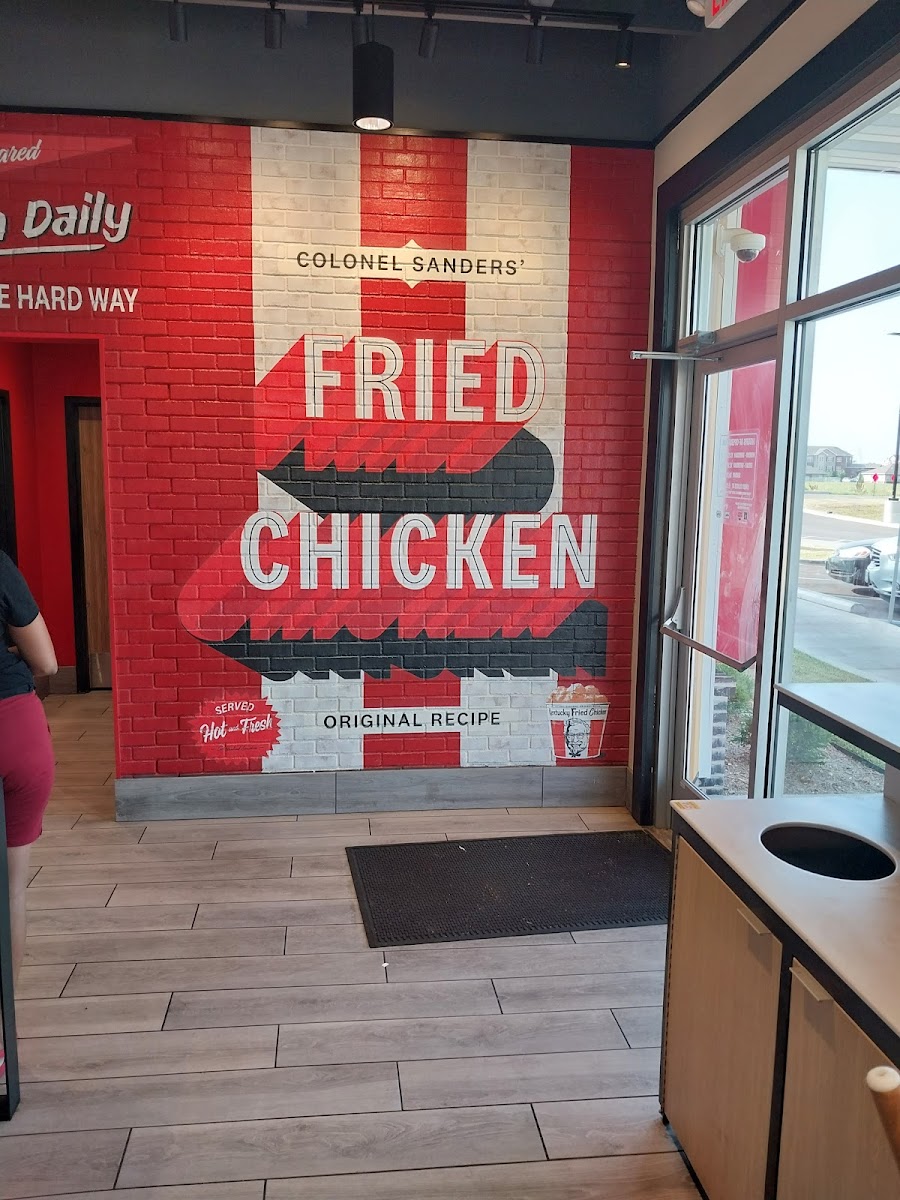 Daily
HARD WAY
COLONEL SANDERS'
FRIED
CHICKEN
ORIGINAL RECIPE
SERVED
Hot and Fresh
Kentucky Fried Chicken